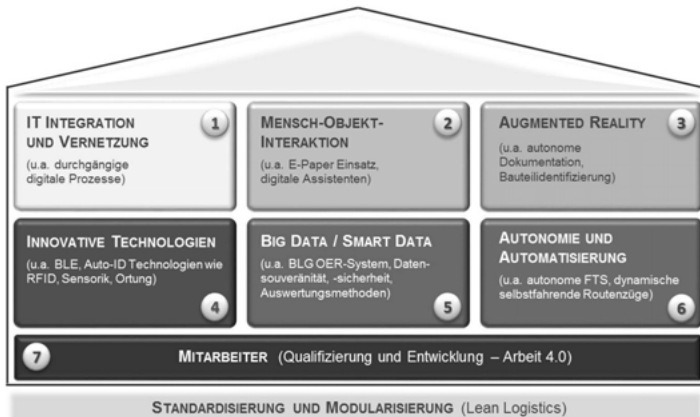 IT INTEGRATION
UND VERNETZUNG
(u.a. durchgängige
digitale Prozesse)
1
MENSCH-OBJEKT-
INTERAKTION
(u.a. E-Paper Einsatz,
digitale Assistenten)
2
AUGMENTED REALITY
(u.a. autonome
Dokumentation,
Bauteilidentifizierung)
3
INNOVATIVE TECHNOLOGIEN
(u.a. BLE, Auto-ID Technologien wie
RFID, Sensorik, Ortung)
4
BIG DATA / SMART DATA
(u.a. BLG OER-System, Daten-
souveränität, -sicherheit,
Auswertungsmethoden)
5
AUTONOMIE UND
AUTOMATISIERUNG
(u.a. autonome FTS, dynamische
selbstfahrende Routenzüge)
6
7
MITARBEITER (Qualifizierung und Entwicklung – Arbeit 4.0)
STANDARDISIERUNG UND MODULARISIERUNG (Lean Logistics)